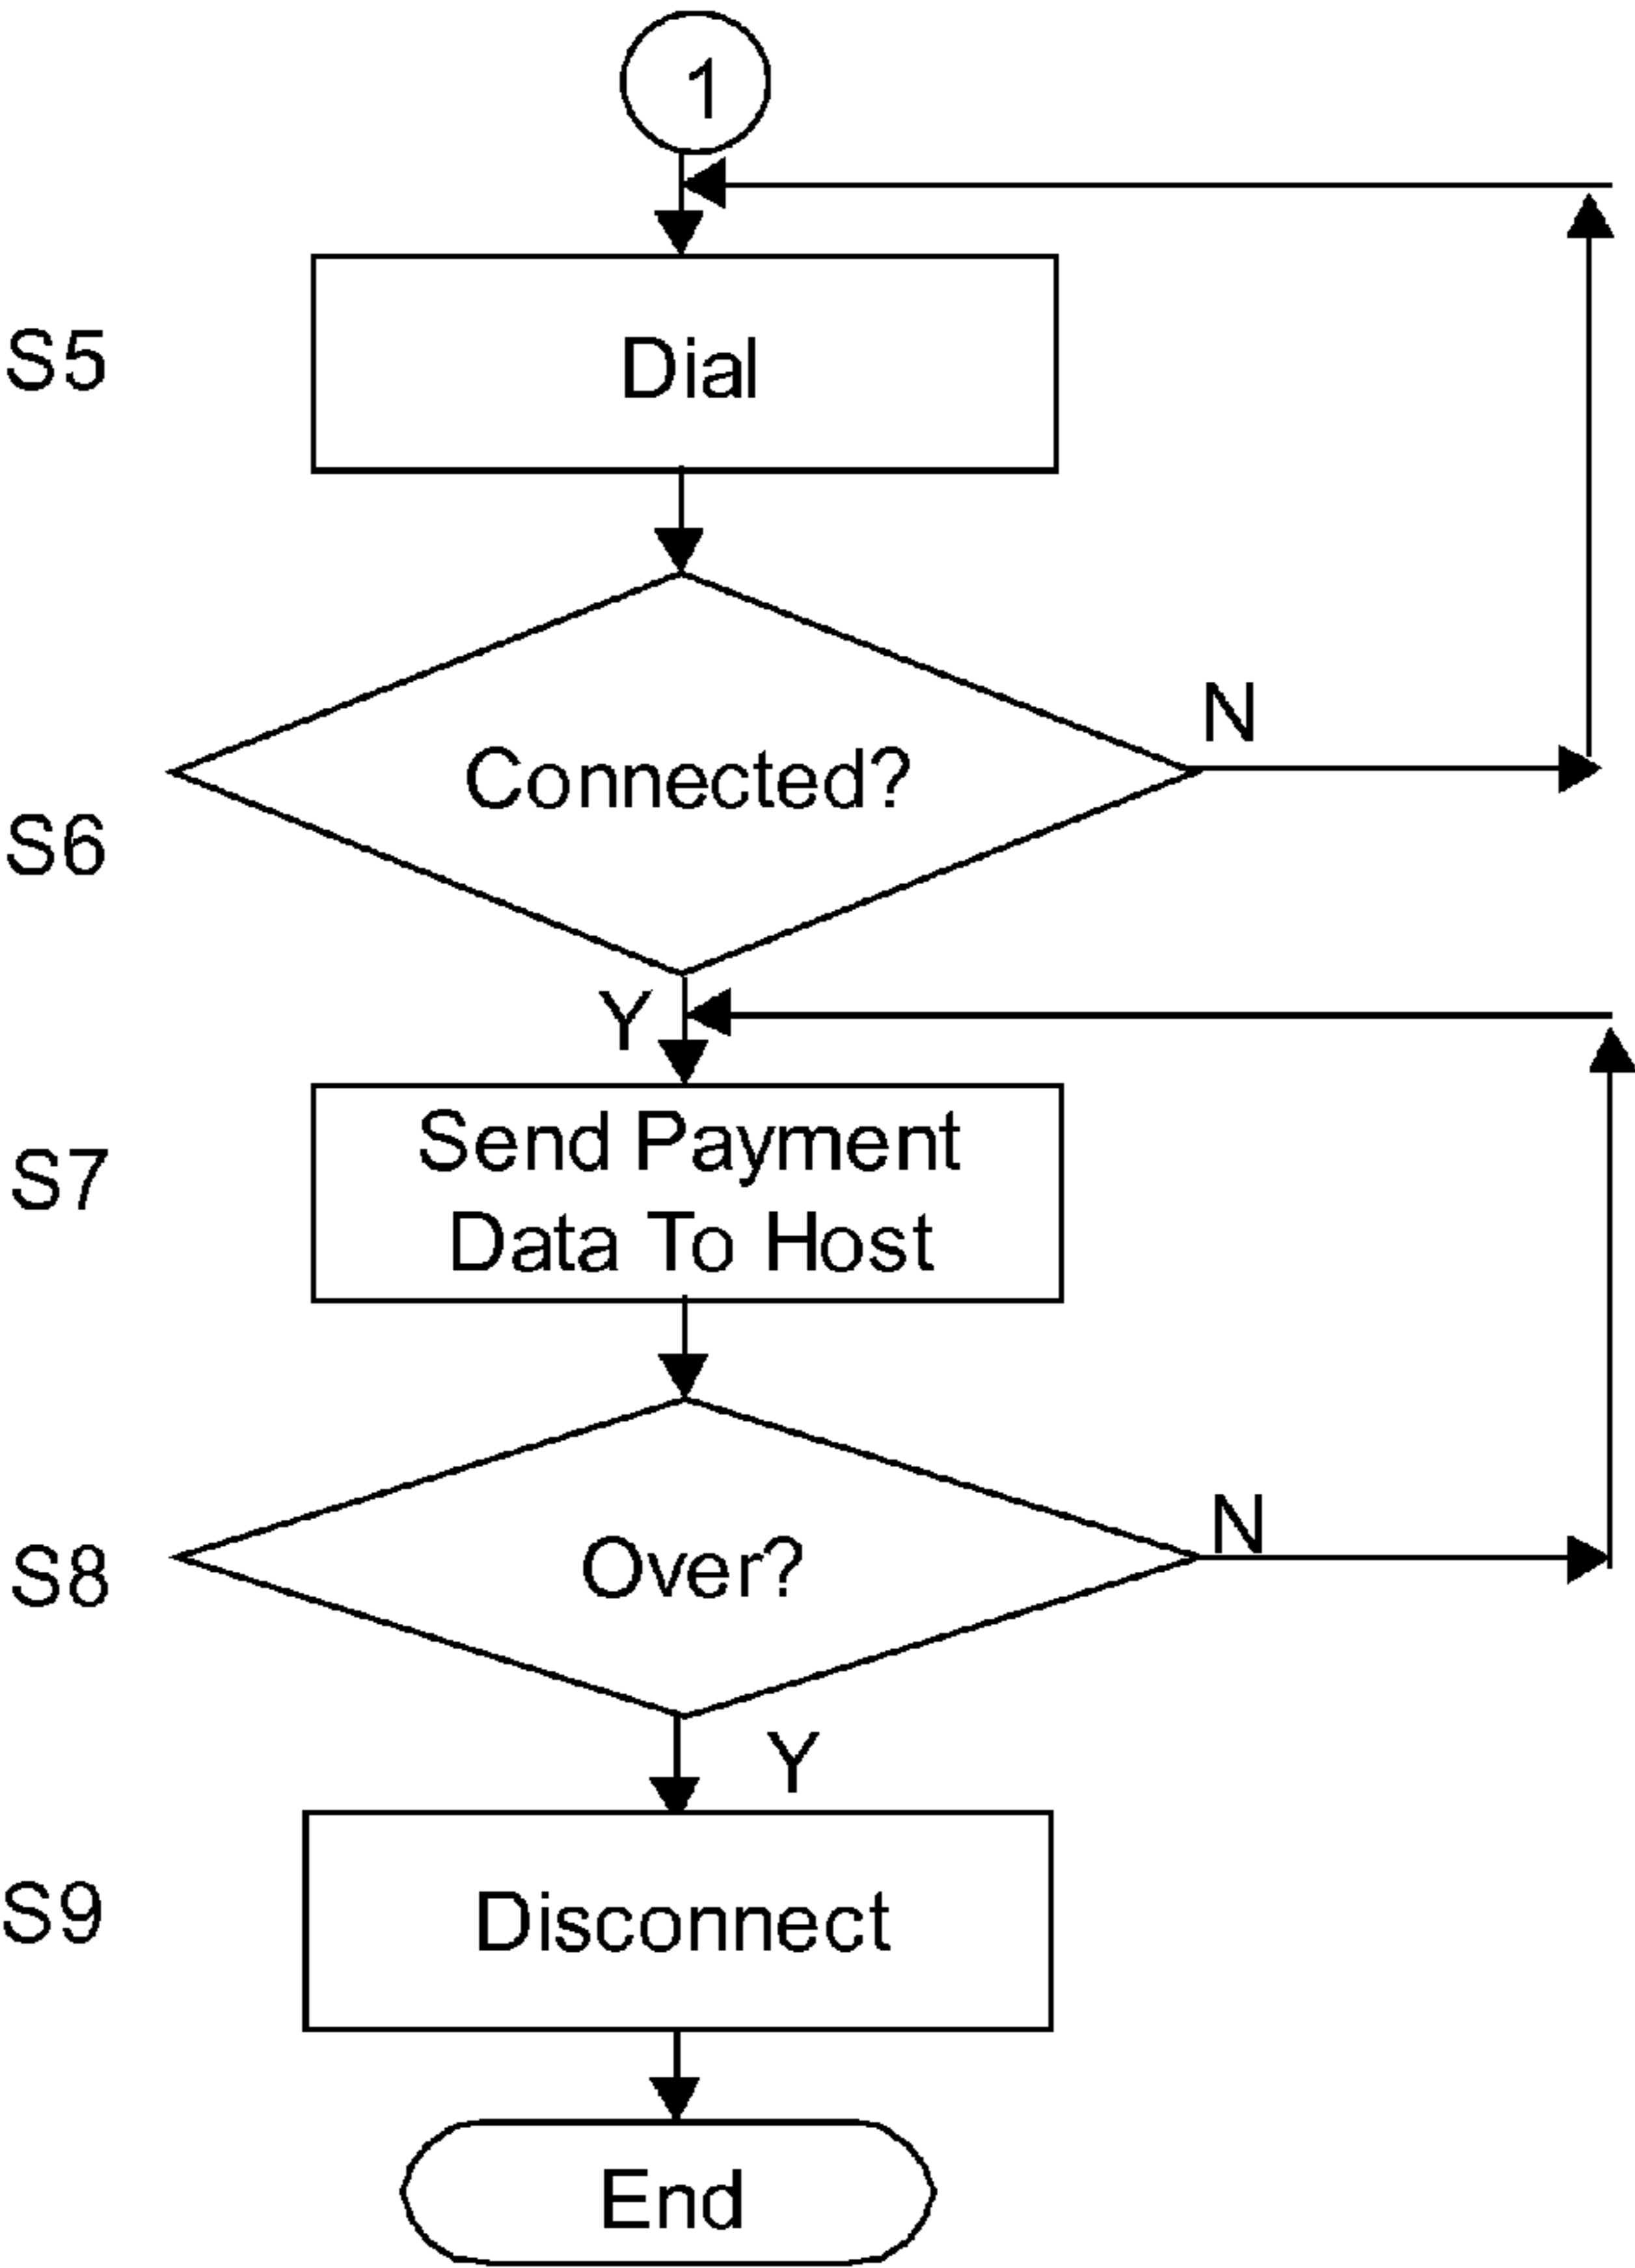 1
S5
Dial
N
Connected?
S6
Y
Send Payment
S7
Data To Host
N
Over?
S8
Y
Disconnect
S9
End